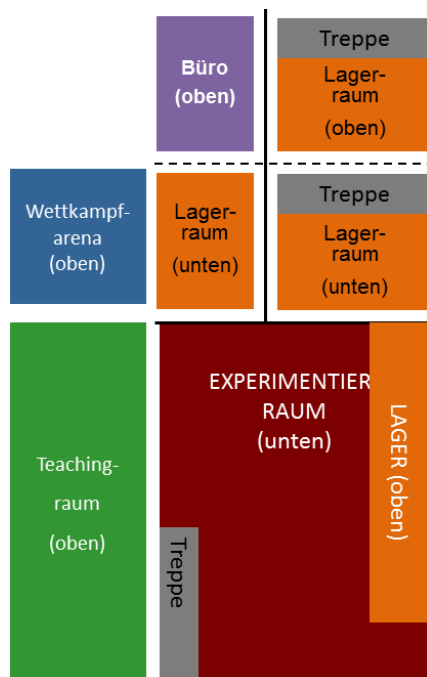 Büro
(oben)
Treppe
Lager-
raum
(oben)
Wettkampf-
arena
(oben)
Lager-
raum
(unten)
Treppe
Lager-
raum
(unten)
Teaching-
raum
(oben)
EXPERIMENTIER
RAUM
(unten)
LAGER (oben)
Treppe